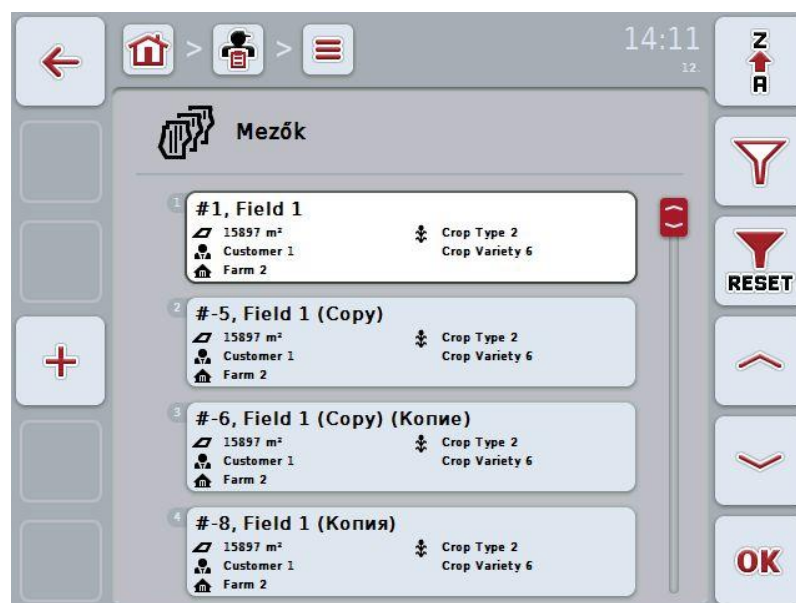 14:11
12.
Z
A
Mezők
1
#1, Field 1
15897 m²
Crop Type 2
Customer 1
Crop Variety 6
Farm 2
RESET
2
#-5, Field 1 (Copy)
15897 m²
Crop Type 2
Customer 1
Crop Variety 6
Farm 2
3
#-6, Field 1 (Copy) (Копие)
15897 m²
Crop Type 2
Customer 1
Crop Variety 6
Farm 2
4
#-8, Field 1 (Копия)
15897 m²
Crop Type 2
Customer 1
Crop Variety 6
Farm 2
OK